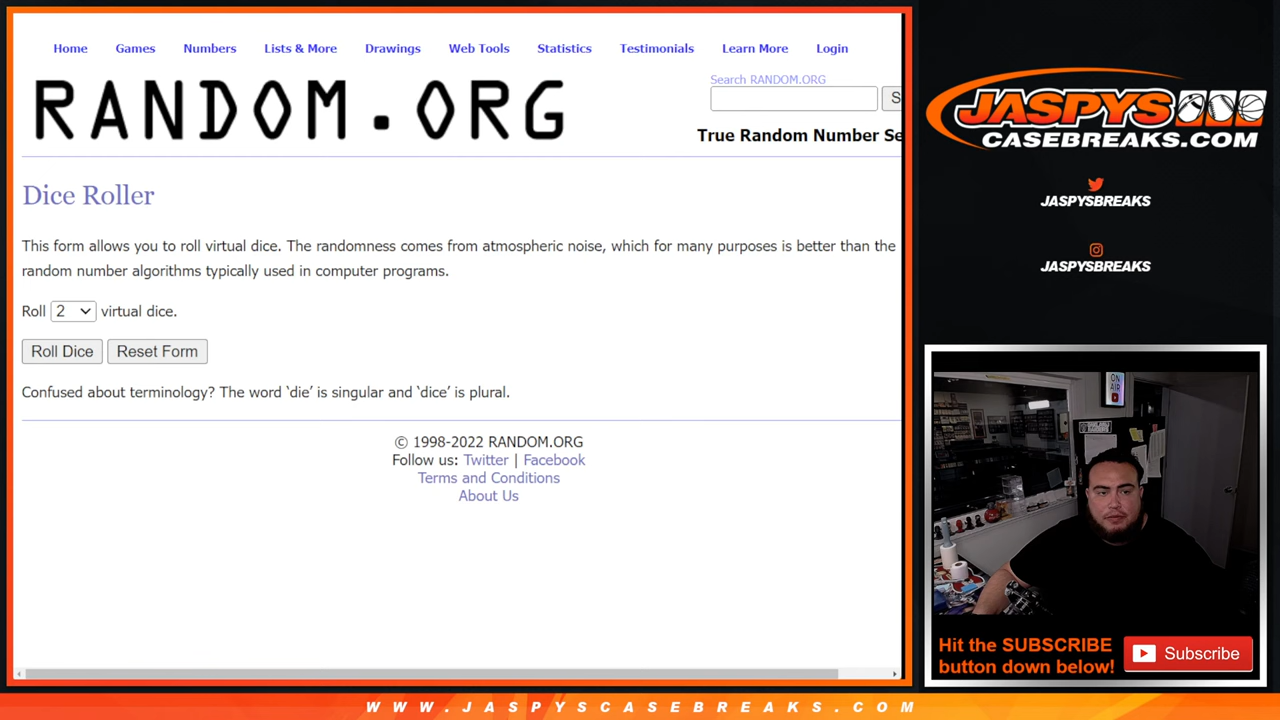 Home Games Numbers Lists & More Drawings Web Tools Statistics Testimonials Learn More Login
RANDOM.ORG
Search RANDOM.ORG
S
True Random Number Se
Dice Roller
This form allows you to roll virtual dice. The randomness comes from atmospheric noise, which for many purposes is better than the
random number algorithms typically used in computer programs.
Roll 2 virtual dice.
Roll Dice Reset Form
Confused about terminology? The word ‘die’ is singular and ‘dice’ is plural.
© 1998-2022 RANDOM.ORG
Follow us: Twitter | Facebook
Terms and Conditions
About Us
JASPYS
CASEBREAKS.COM
JASPYSBREAKS
JASPYSBREAKS
ON
AIR
Hit the SUBSCRIBE
button down below!
Subscribe
WWW.JASPYSCASEBREAKS.COM